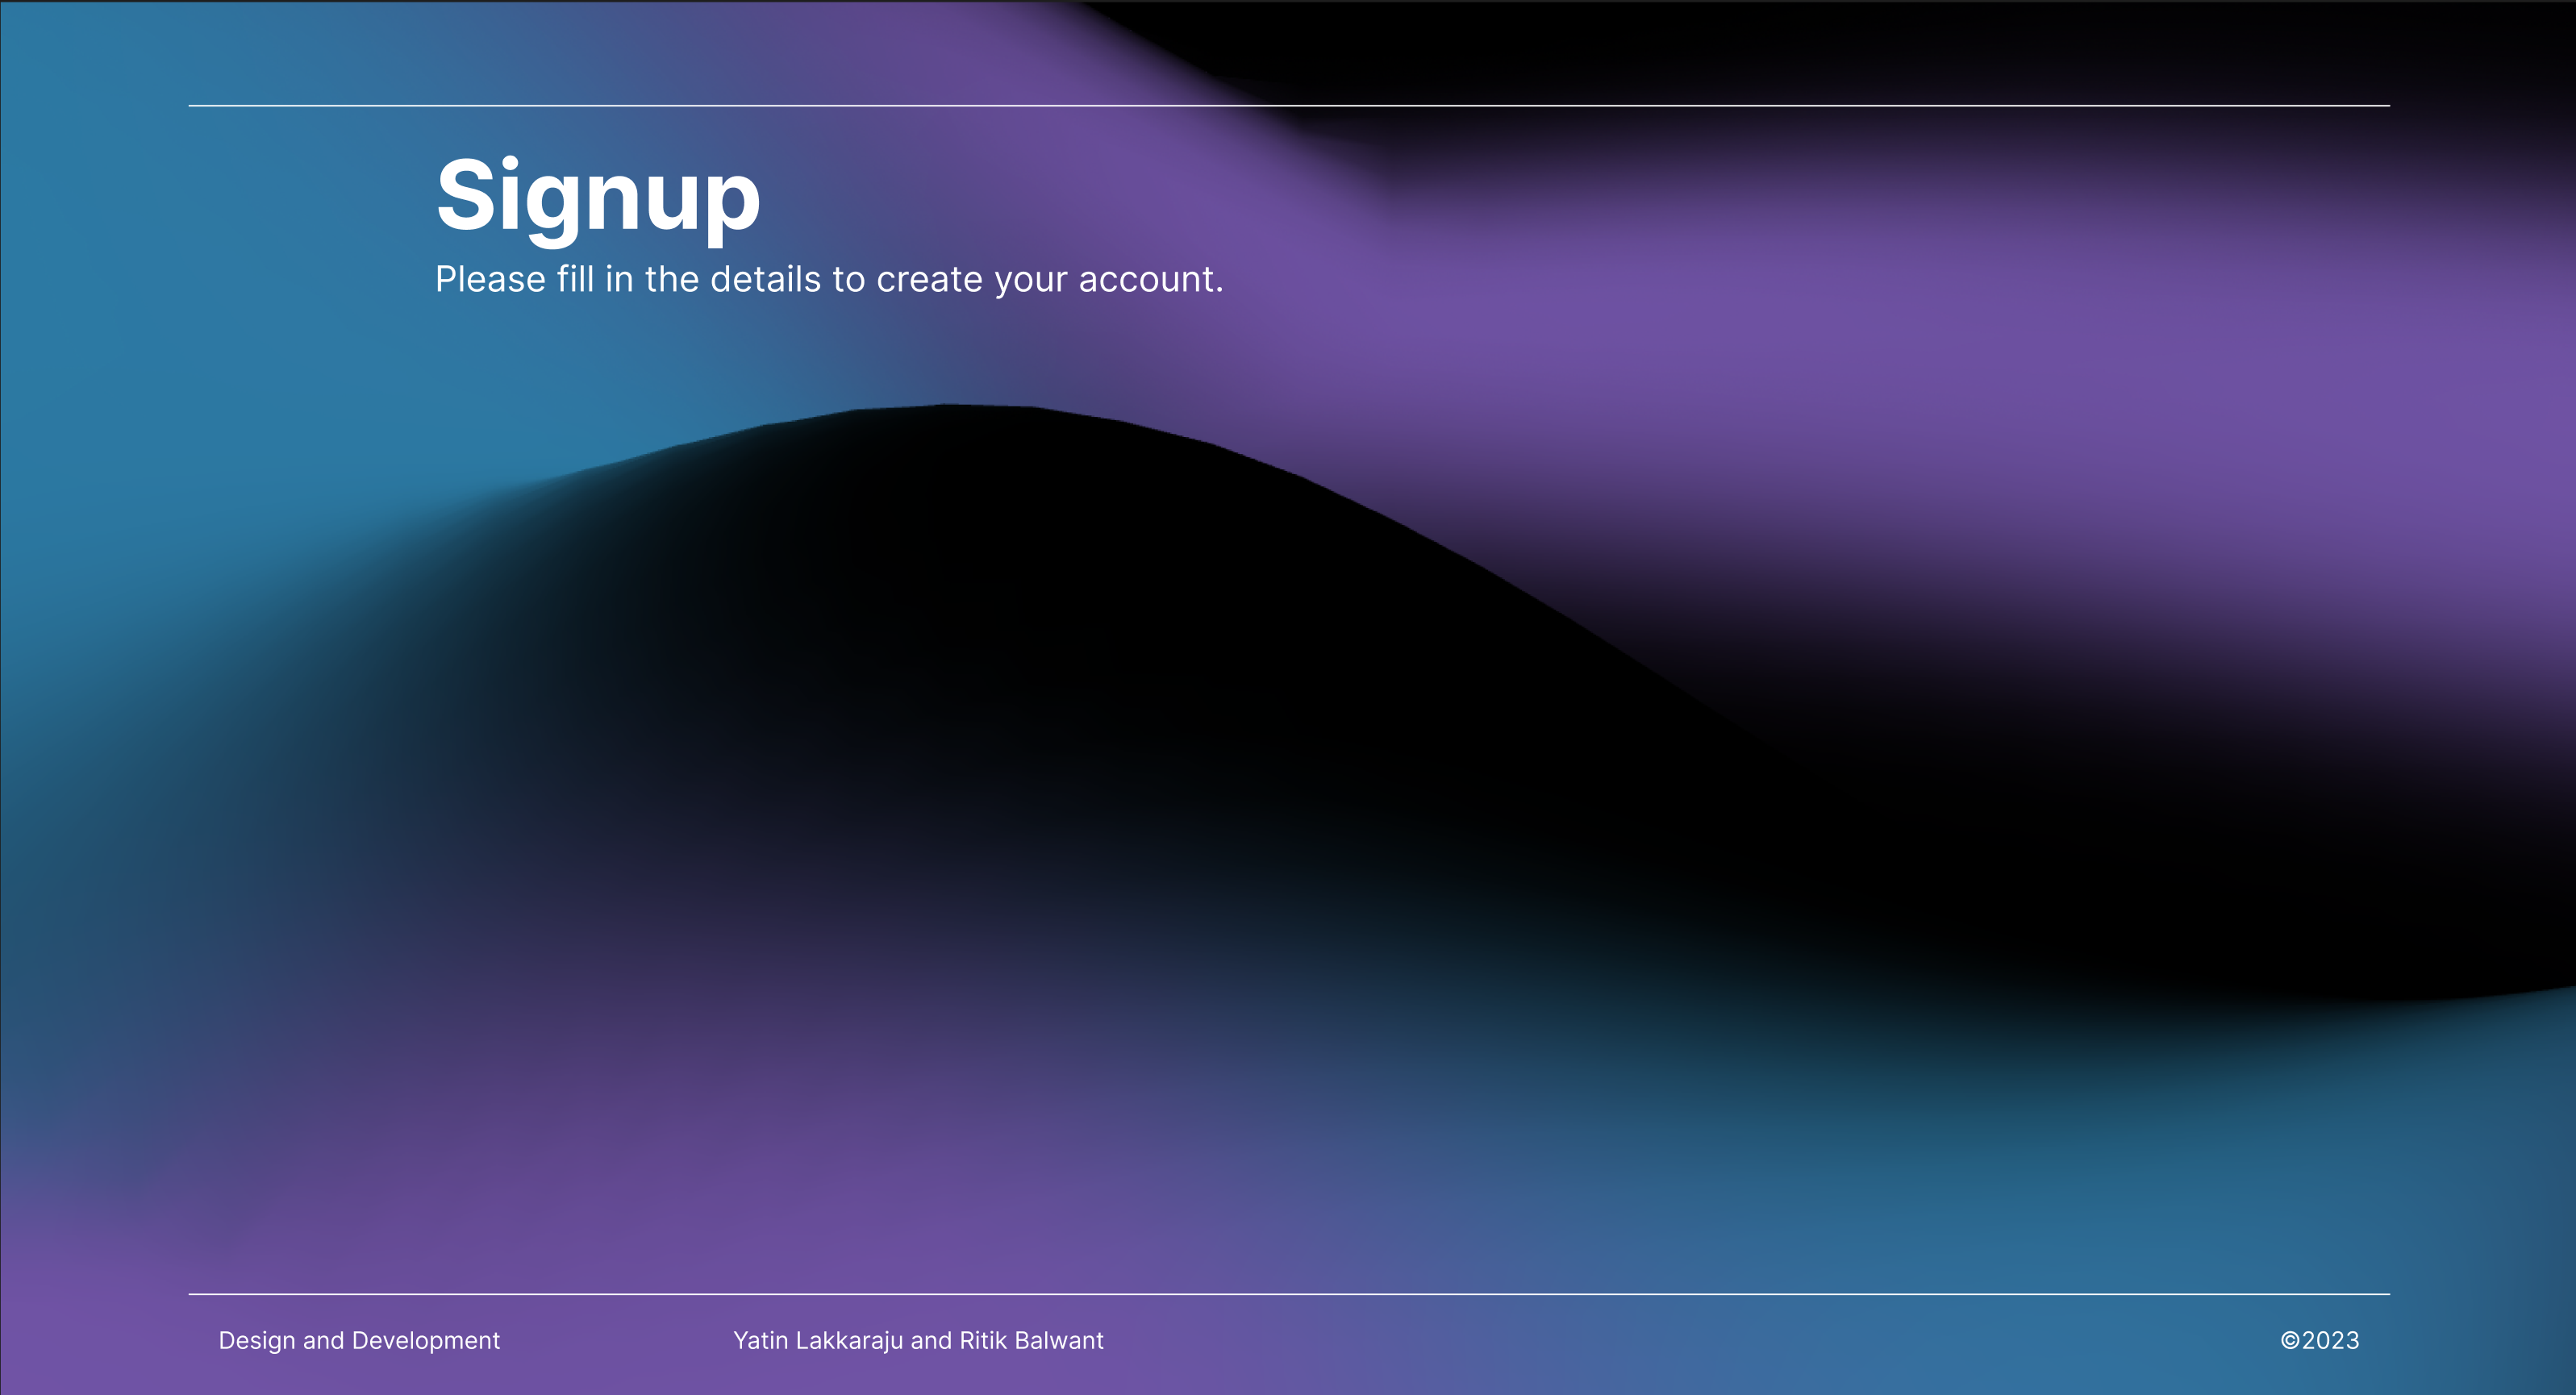 Signup
Please fill in the details to create your account.
Design and Development
Yatin Lakkaraju and Ritik Balwant
©2023